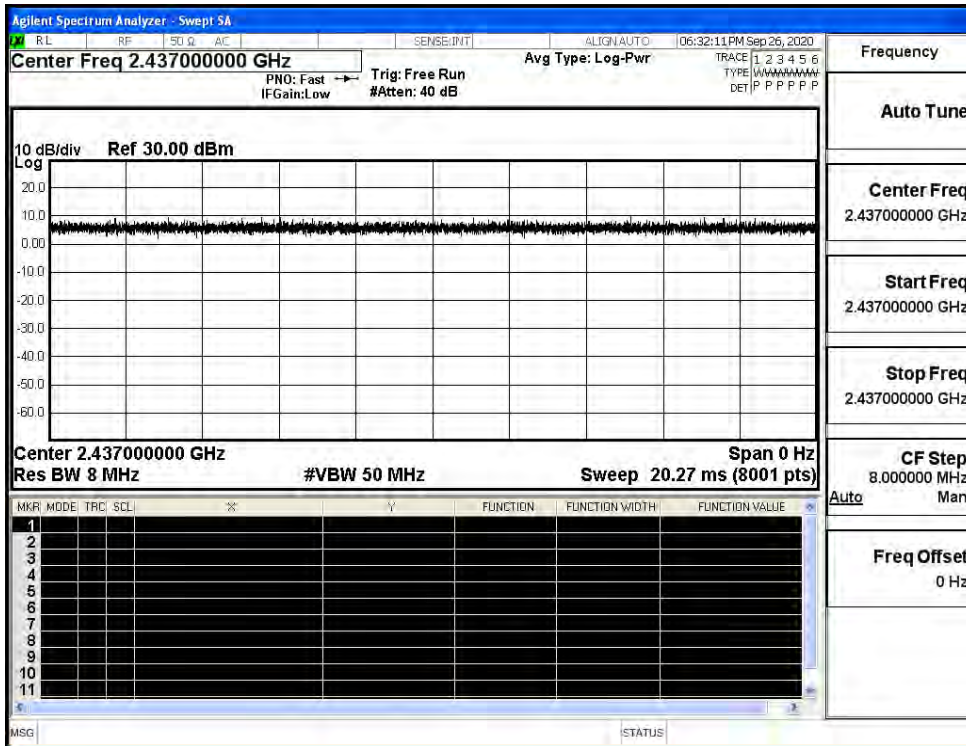 Agilent Spectrum Analyzer - Swept SA
LXI RL RF 50 Ω AC SENSE:INT ALIGN AUTO 06:32:11 PM Sep 26, 2020
Center Freq 2.437000000 GHz
PNO: Fast
IFGain:Low
Trig: Free Run
#Atten: 40 dB
Avg Type: Log-Pwr
TRACE 1 2 3 4 5 6
TYPE
DET P P P P P P
10 dB/div Ref 30.00 dBm
Log
20.0
10.0
0.00
-10.0
-20.0
-30.0
-40.0
-50.0
-60.0
Center 2.437000000 GHz Span 0 Hz
Res BW 8 MHz #VBW 50 MHz Sweep 20.27 ms (8001 pts)
MKR MODE TRC SCL X Y FUNCTION FUNCTION WIDTH FUNCTION VALUE
1
2
3
4
5
6
7
8
9
10
11
MSG STATUS
Frequency
Auto Tune
Center Freq
2.437000000 GHz
Start Freq
2.437000000 GHz
Stop Freq
2.437000000 GHz
CF Step
8.000000 MHz
Auto Man
Freq Offset
0 Hz